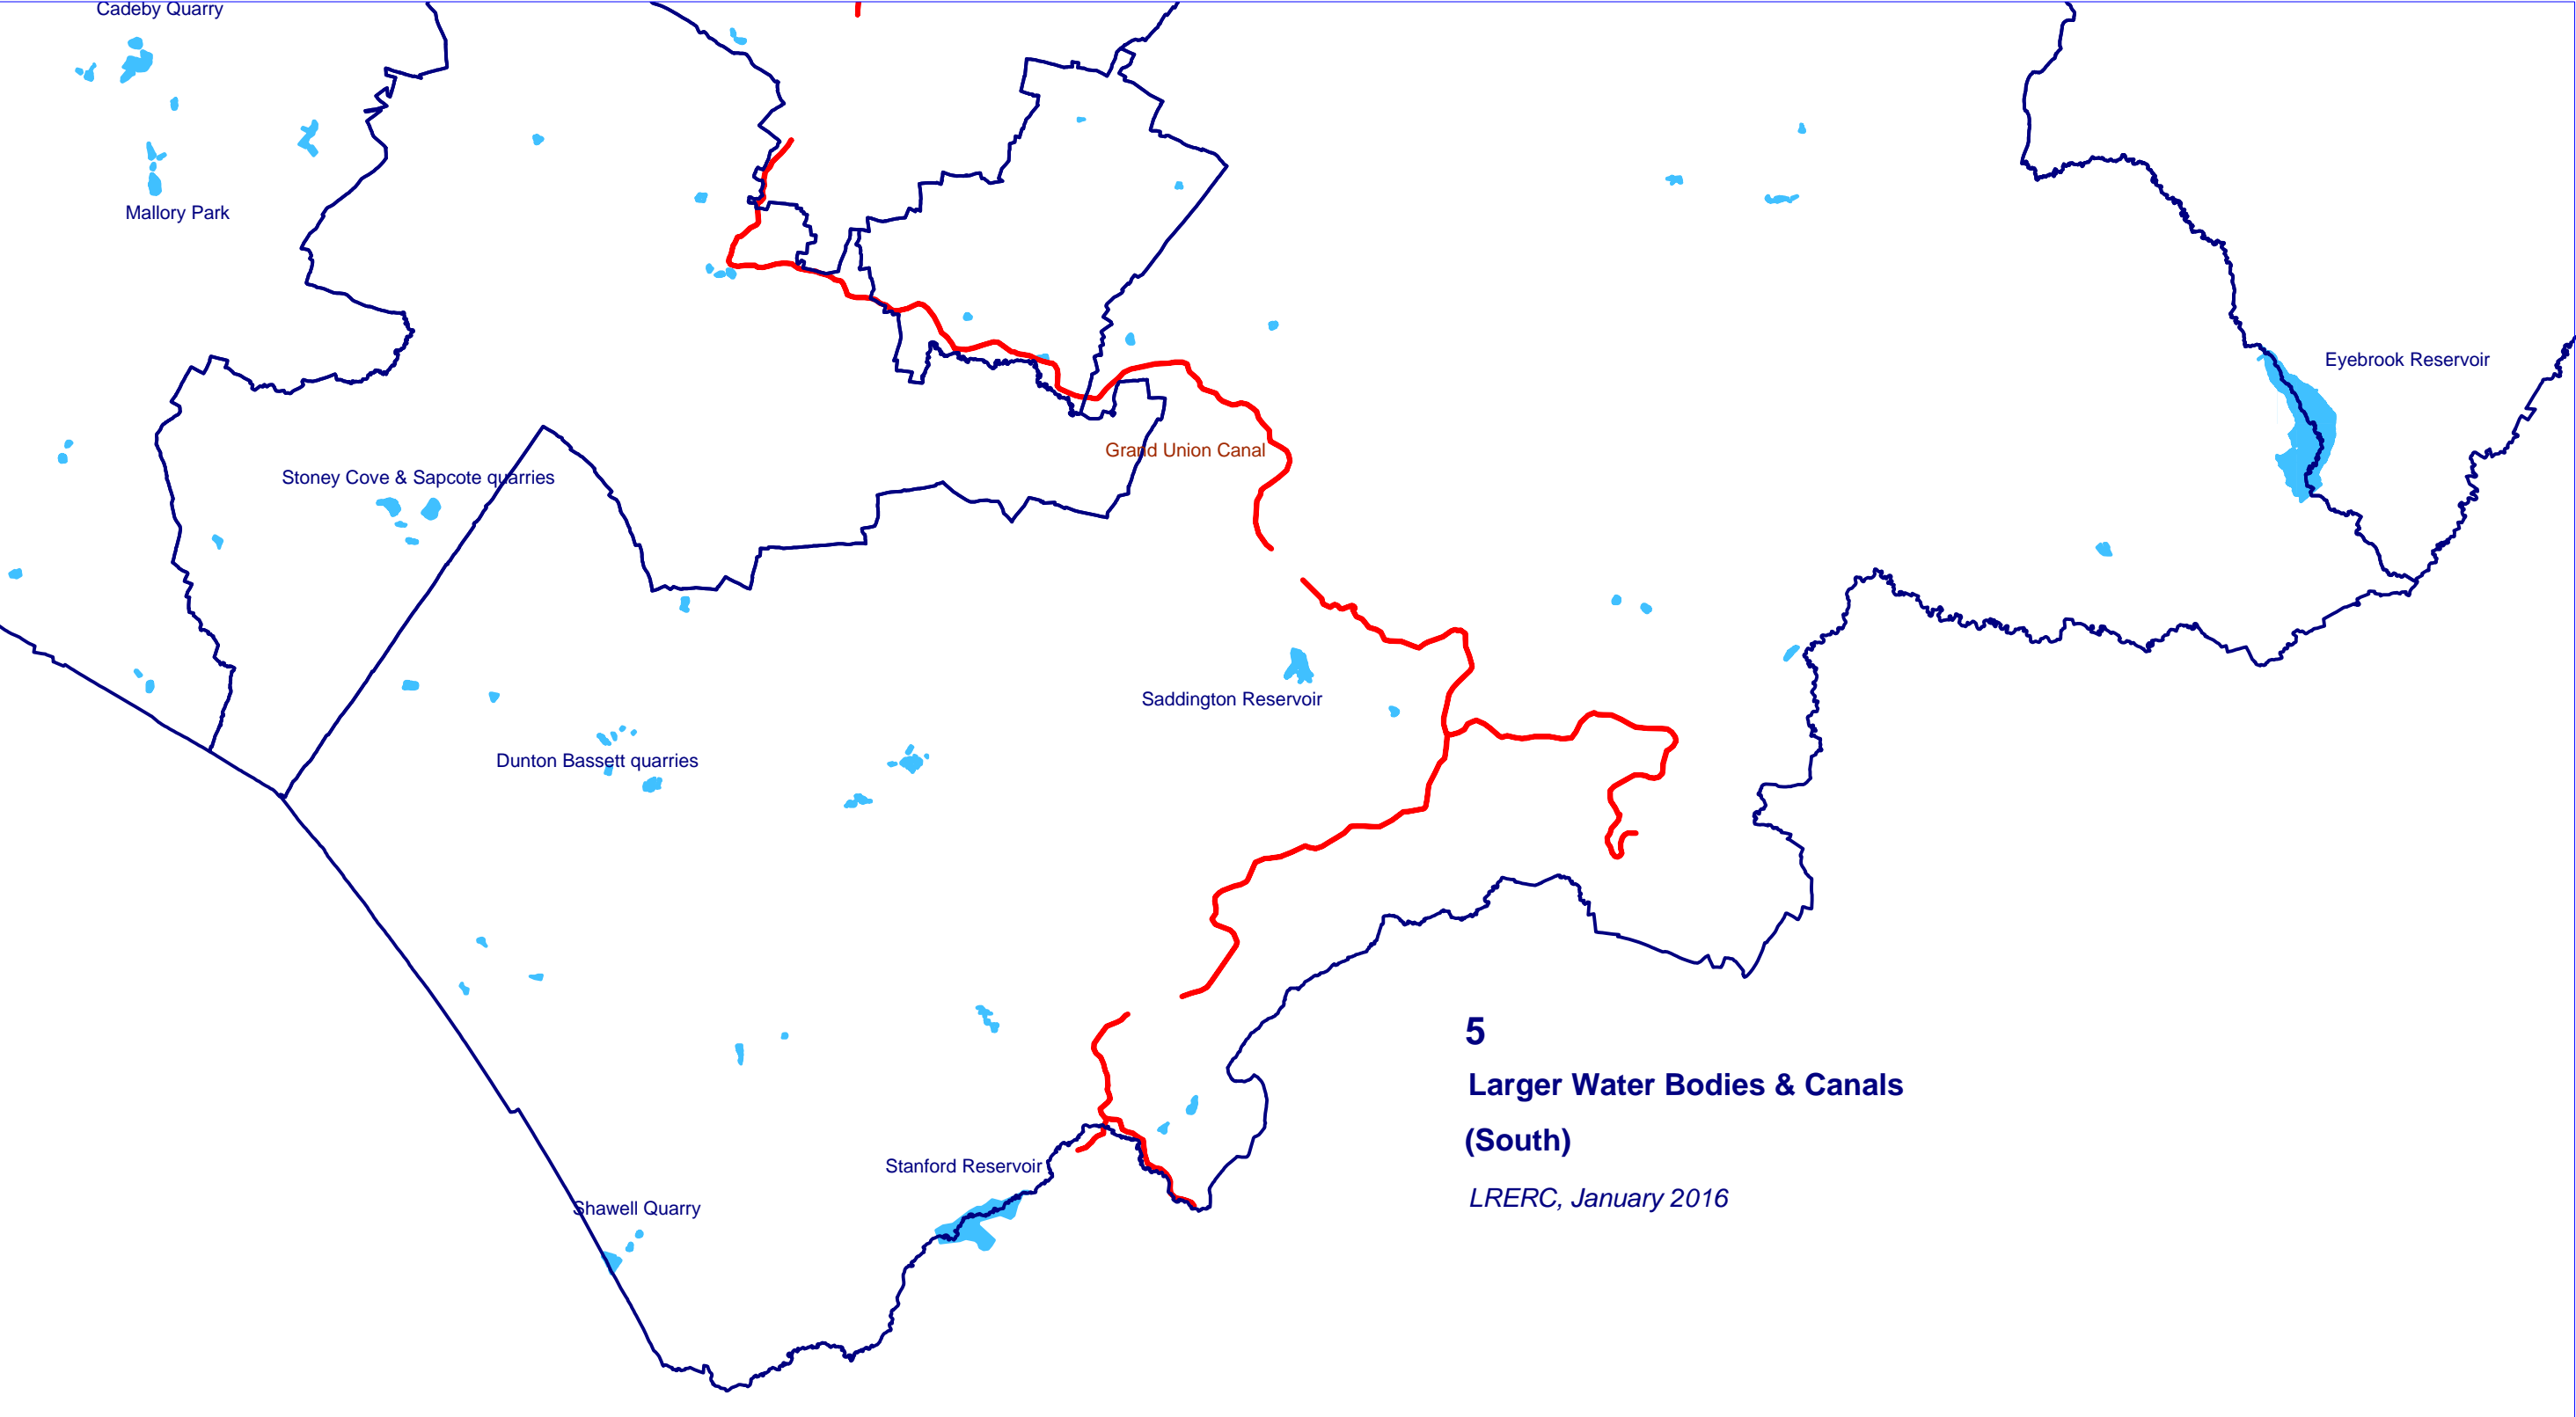 Cadeby Quarry
Mallory Park
Eyebrook Reservoir
Grand Union Canal
Stoney Cove & Sapcote quarries
Saddington Reservoir
Dunton Bassett quarries
Stanford Reservoir
Shawell Quarry
5
Larger Water Bodies & Canals
(South)
LRERC, January 2016